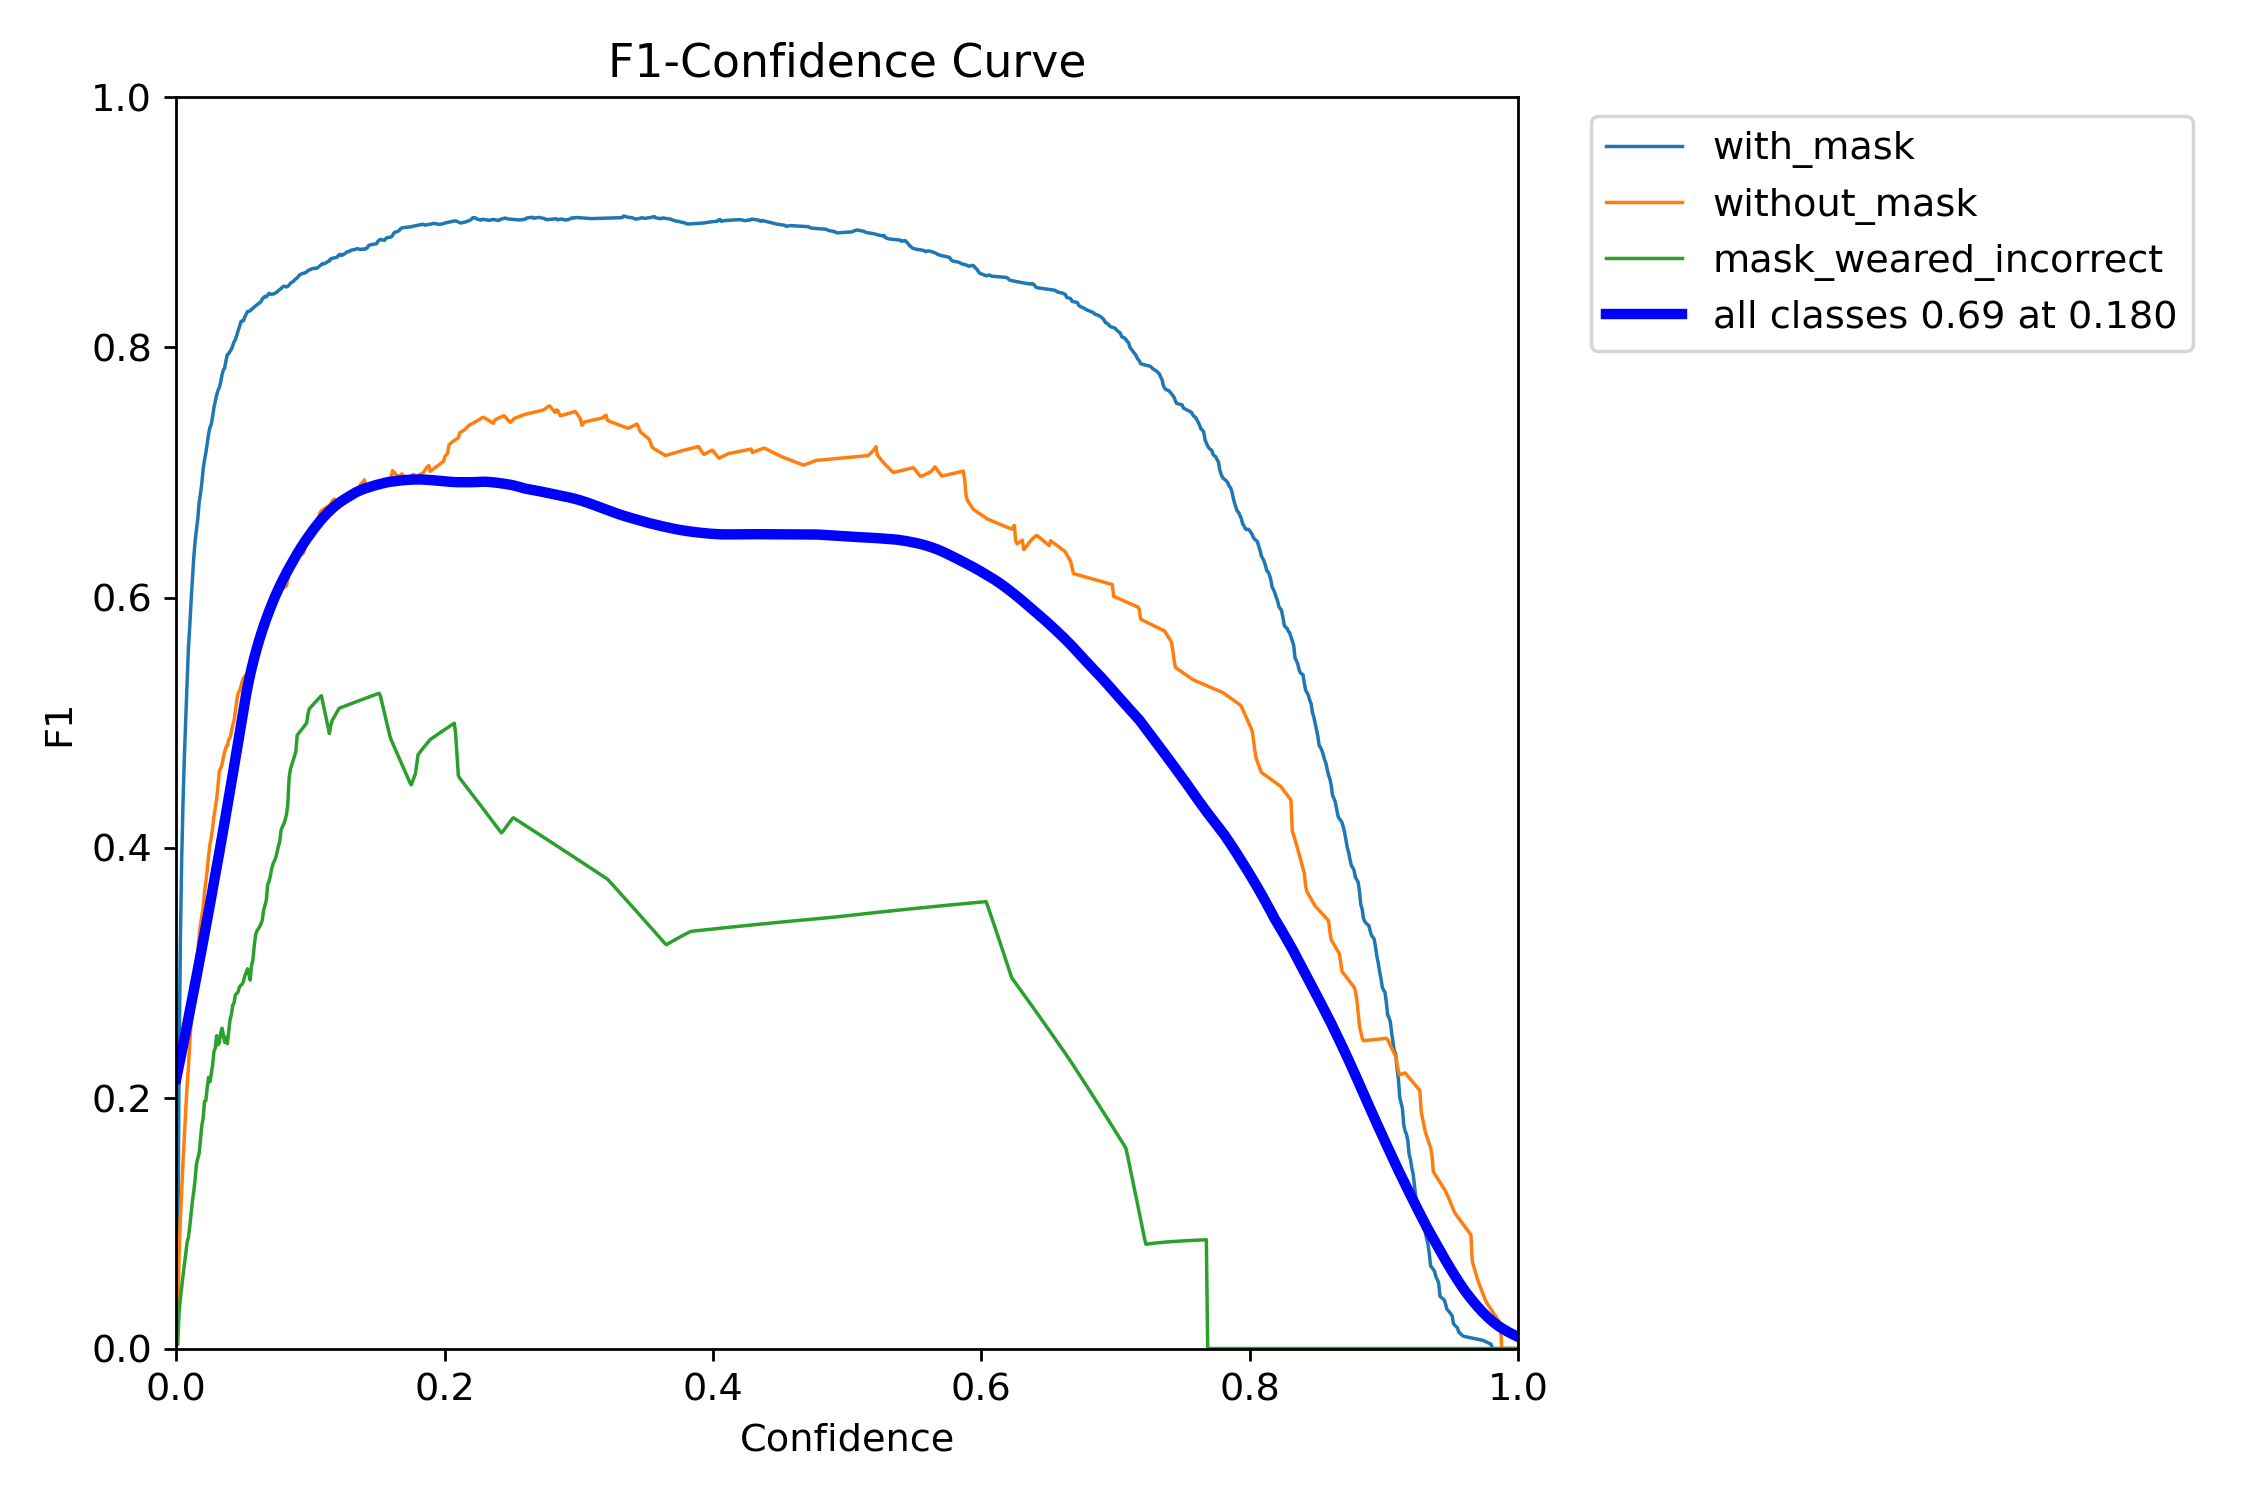 F1-Confidence Curve
1.0
0.8
0.6
0.4
0.2
0.0
F1
0.0 0.2 0.4 0.6 0.8 1.0
Confidence
with_mask
without_mask
mask_weared_incorrect
all classes 0.69 at 0.180